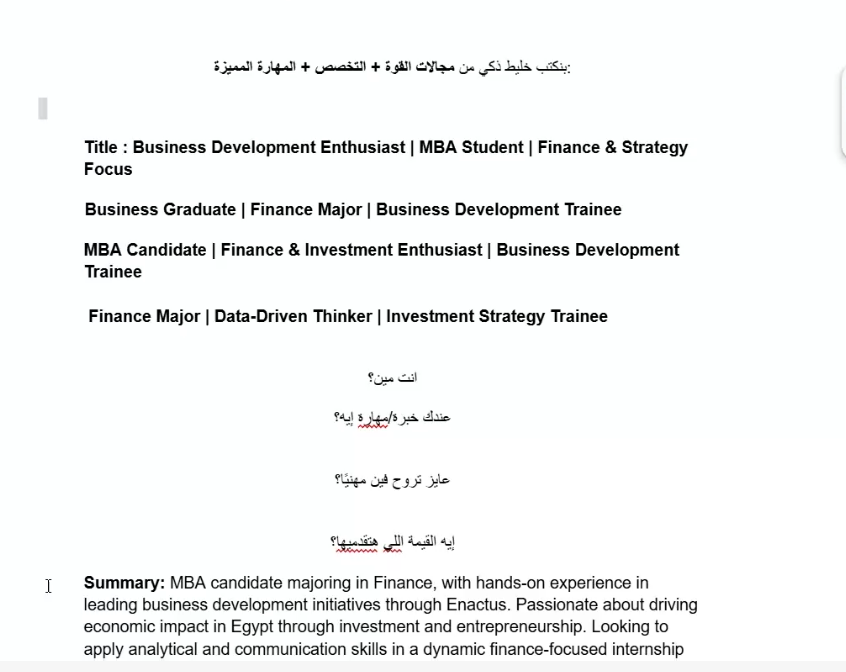 بنكتب خليط ذكي من مجالات القوة + التخصص + المهارة المميزة:
Title : Business Development Enthusiast | MBA Student | Finance & Strategy
Focus
Business Graduate | Finance Major | Business Development Trainee
MBA Candidate | Finance & Investment Enthusiast | Business Development
Trainee
Finance Major | Data-Driven Thinker | Investment Strategy Trainee
انت مين؟
عندك خبرة/مهارة إيه؟
عايز تروح فين مهنيًا؟
إيه القيمة اللي هتقدميها؟
Summary: MBA candidate majoring in Finance, with hands-on experience in
leading business development initiatives through Enactus. Passionate about driving
economic impact in Egypt through investment and entrepreneurship. Looking to
apply analytical and communication skills in a dynamic finance-focused internship